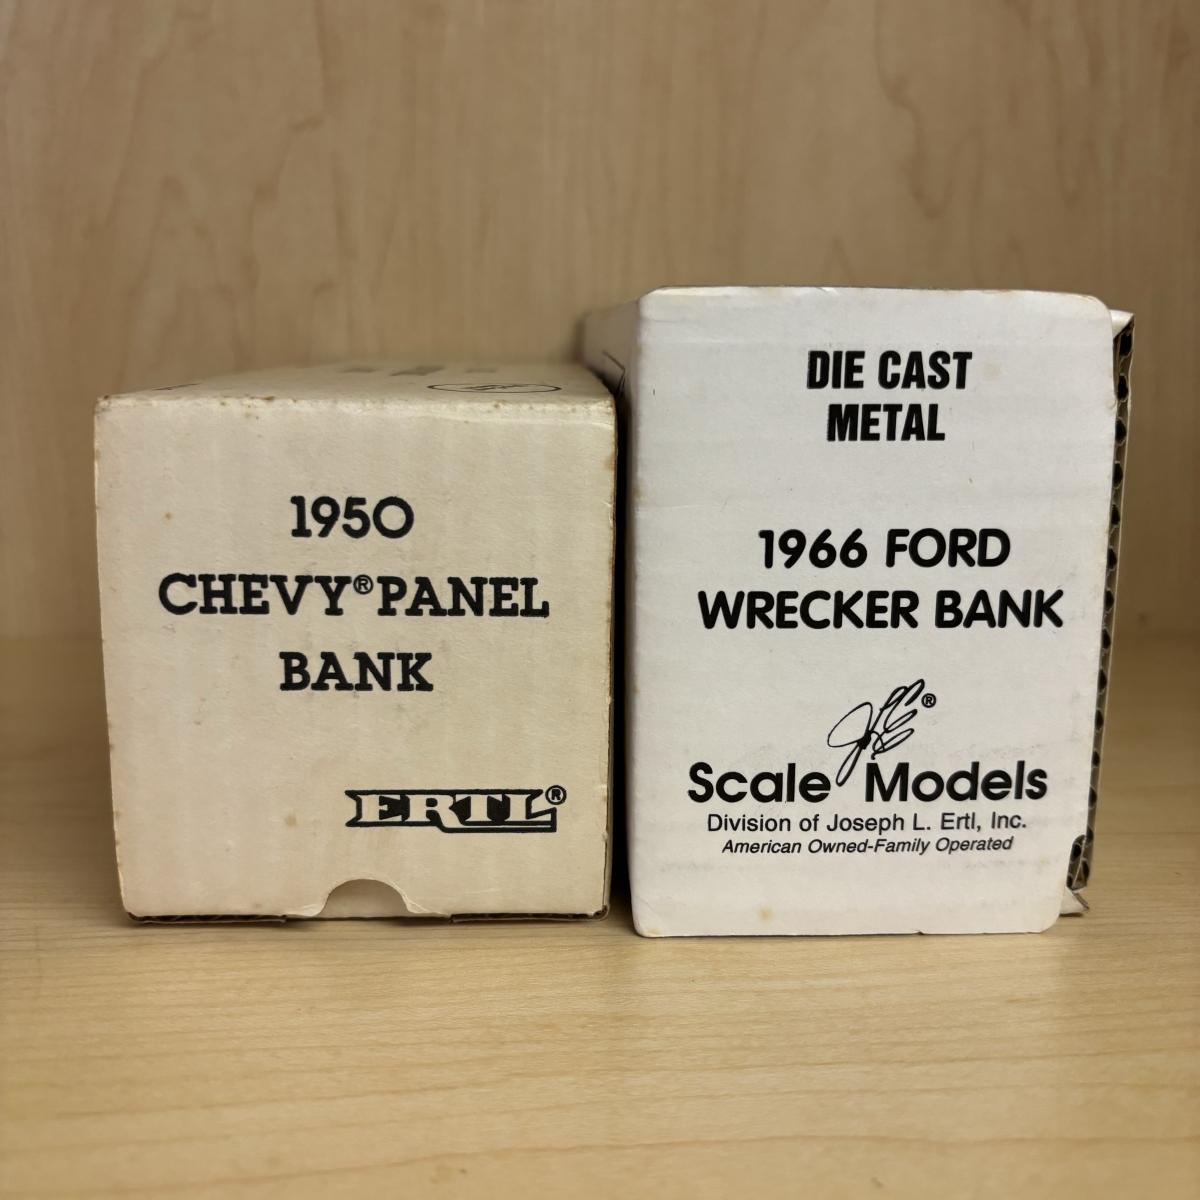 1950
CHEVY® PANEL
BANK
ERTL®
DIE CAST
METAL
1966 FORD
WRECKER BANK
JLE®
Scale Models
Division of Joseph L. Ertl, Inc.
American Owned-Family Operated